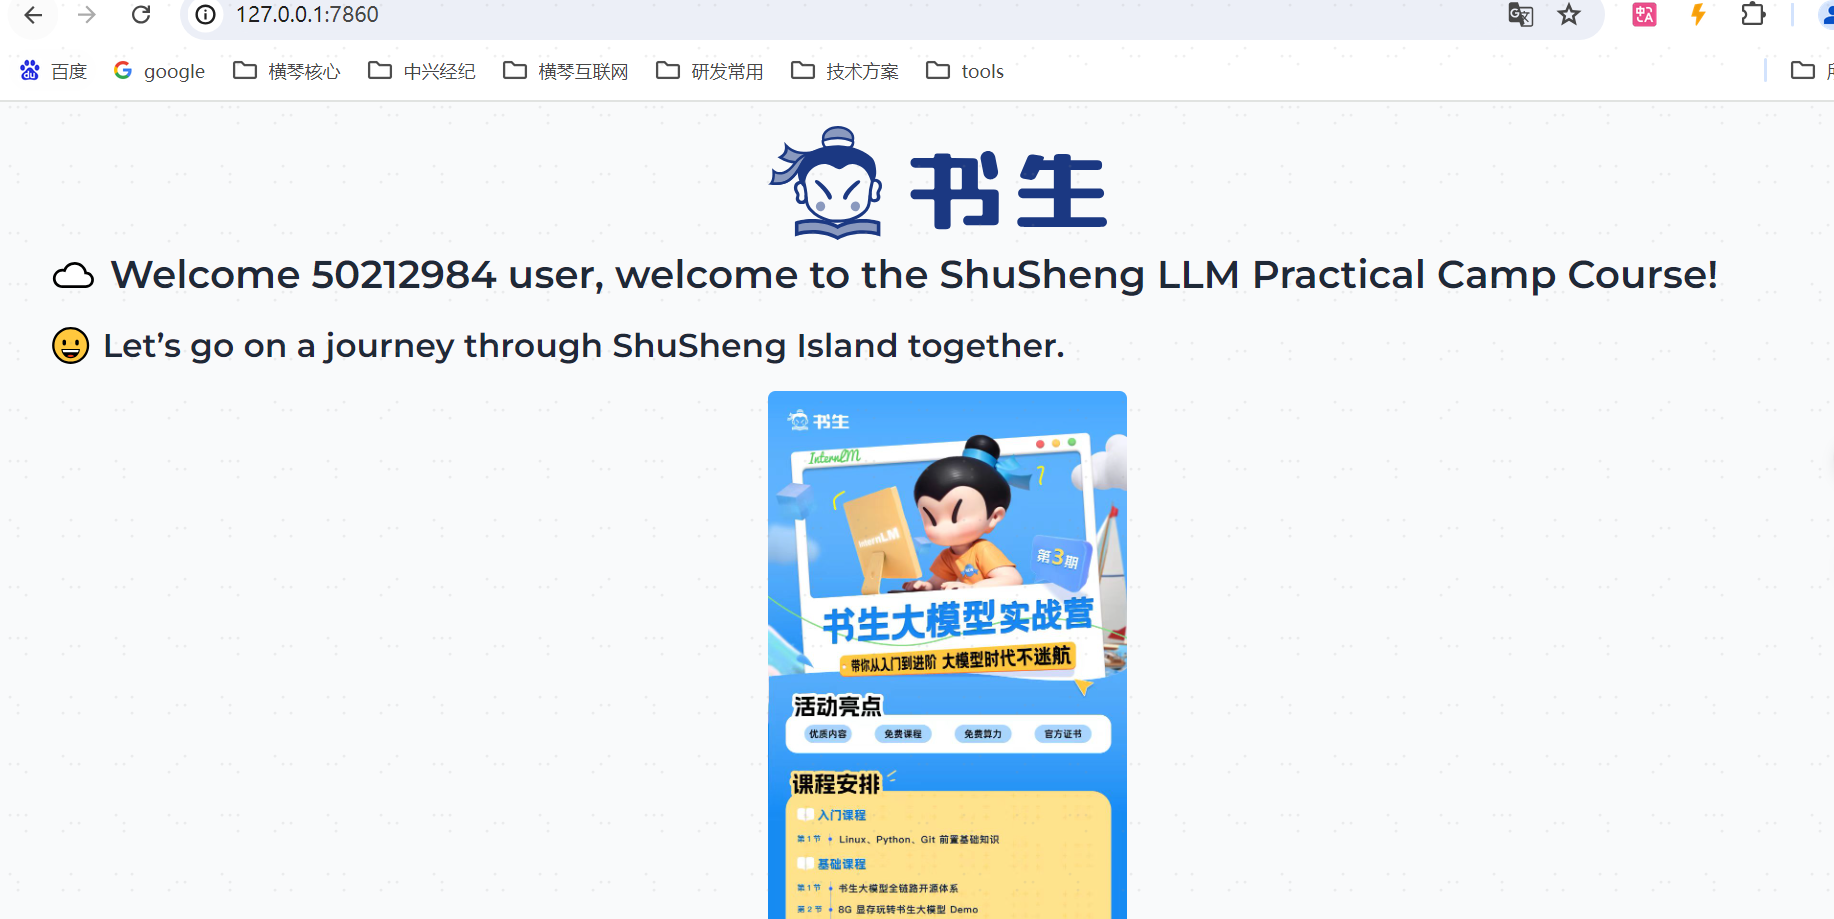 127.0.0.1:7860
百度 google 横琴核心 中兴经纪 横琴互联网 研发常用 技术方案 tools
书生
Welcome 50212984 user, welcome to the ShuSheng LLM Practical Camp Course!
Let’s go on a journey through ShuSheng Island together.
书生
InternLM
InternLM
第3期
书生大模型实战营
带你从入门到进阶 大模型时代不迷航
活动亮点
优质内容 免费课程 免费算力 官方证书
课程安排
入门课程
第1节 Linux、Python、Git 前置基础知识
基础课程
第1节 书生大模型全链路开源体系
第2节 8G 显存玩转书生大模型 Demo